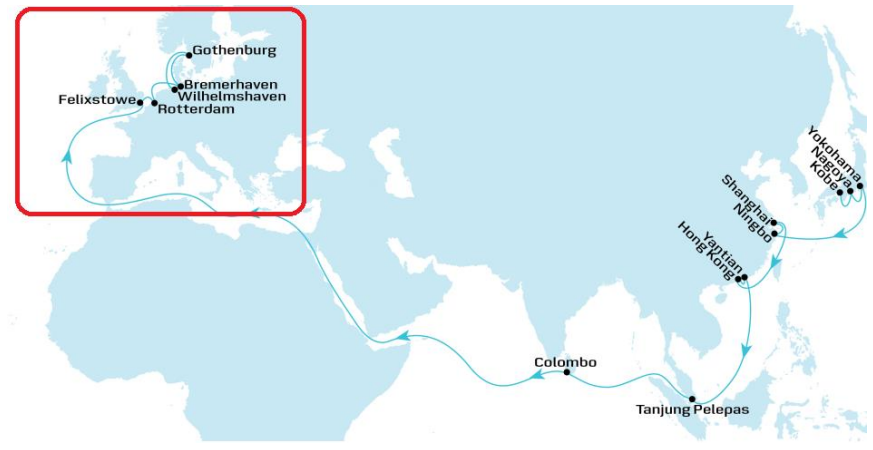 Gothenburg
Bremerhaven
Wilhelmshaven
Felixstowe
Rotterdam
Yokohama
Nagoya
Kobe
Shanghai
Ningbo
Yantian
Hong Kong
Colombo
Tanjung Pelepas